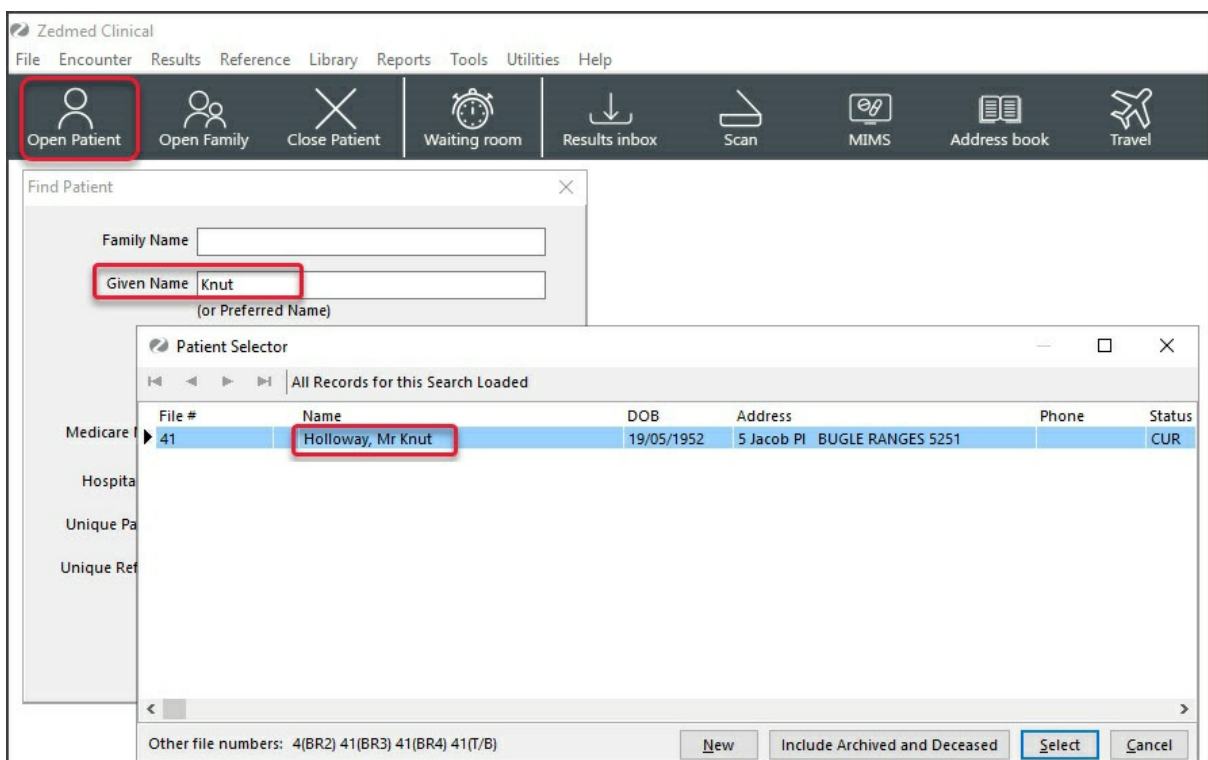 Zedmed Clinical
File Encounter Results Reference Library Reports Tools Utilities Help
Open Patient Open Family Close Patient Waiting room Results inbox Scan MIMS Address book Travel
Find Patient
Family Name
Given Name Knut
(or Preferred Name)
Patient Selector
All Records for this Search Loaded
File # Name DOB Address Phone Status
Medicare
41 Holloway, Mr Knut 19/05/1952 5 Jacob Pl BUGLE RANGES 5251 CUR
Hospita
Unique Pa
Unique Ref
Other file numbers: 4(BR2) 41(BR3) 41(BR4) 41(T/B) New Include Archived and Deceased Select Cancel